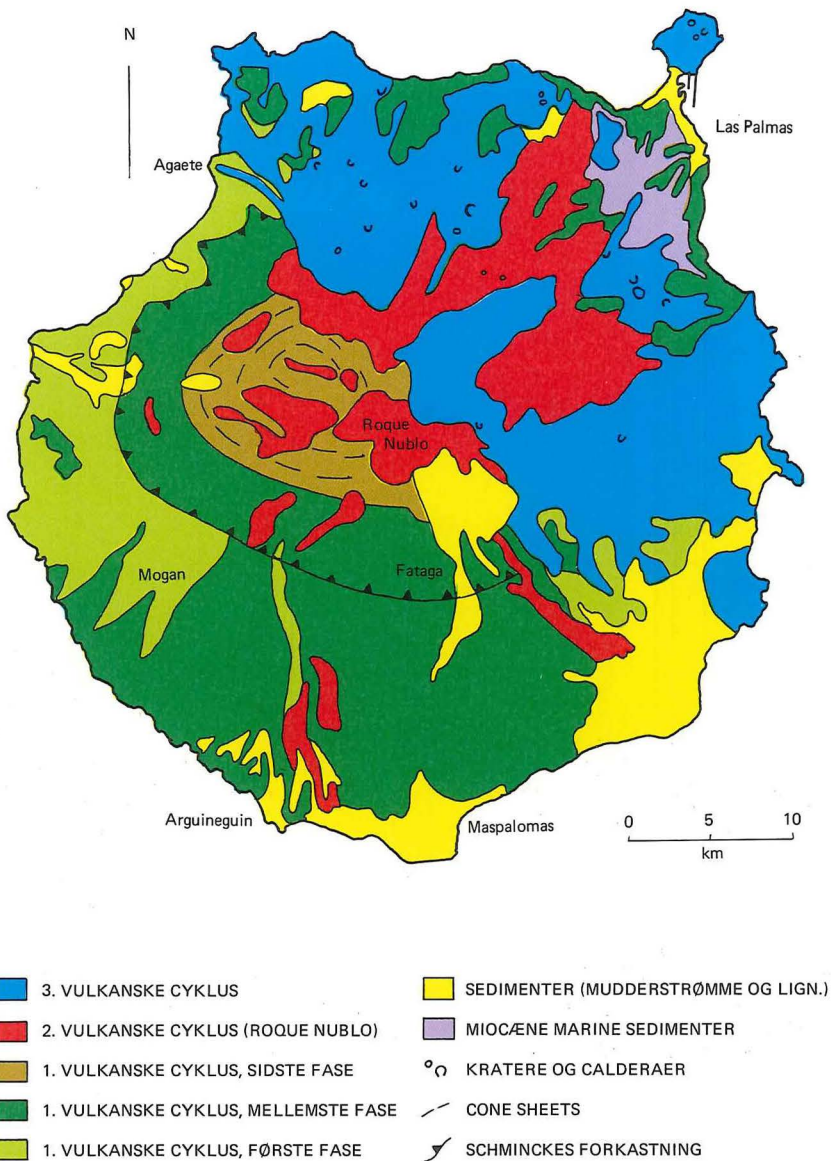 N
Las Palmas
Agaete
Roque
Nublo
Mogan
Fataga
Arguineguin
Maspalomas
0 5 10
km
3. VULKANSKE CYKLUS
2. VULKANSKE CYKLUS (ROQUE NUBLO)
1. VULKANSKE CYKLUS, SIDSTE FASE
1. VULKANSKE CYKLUS, MELLEMSTE FASE
1. VULKANSKE CYKLUS, FØRSTE FASE
SEDIMENTER (MUDDERSTRØMME OG LIGN.)
MIOCÆNE MARINE SEDIMENTER
KRATERE OG CALDERAER
CONE SHEETS
SCHMINCKES FORKASTNING